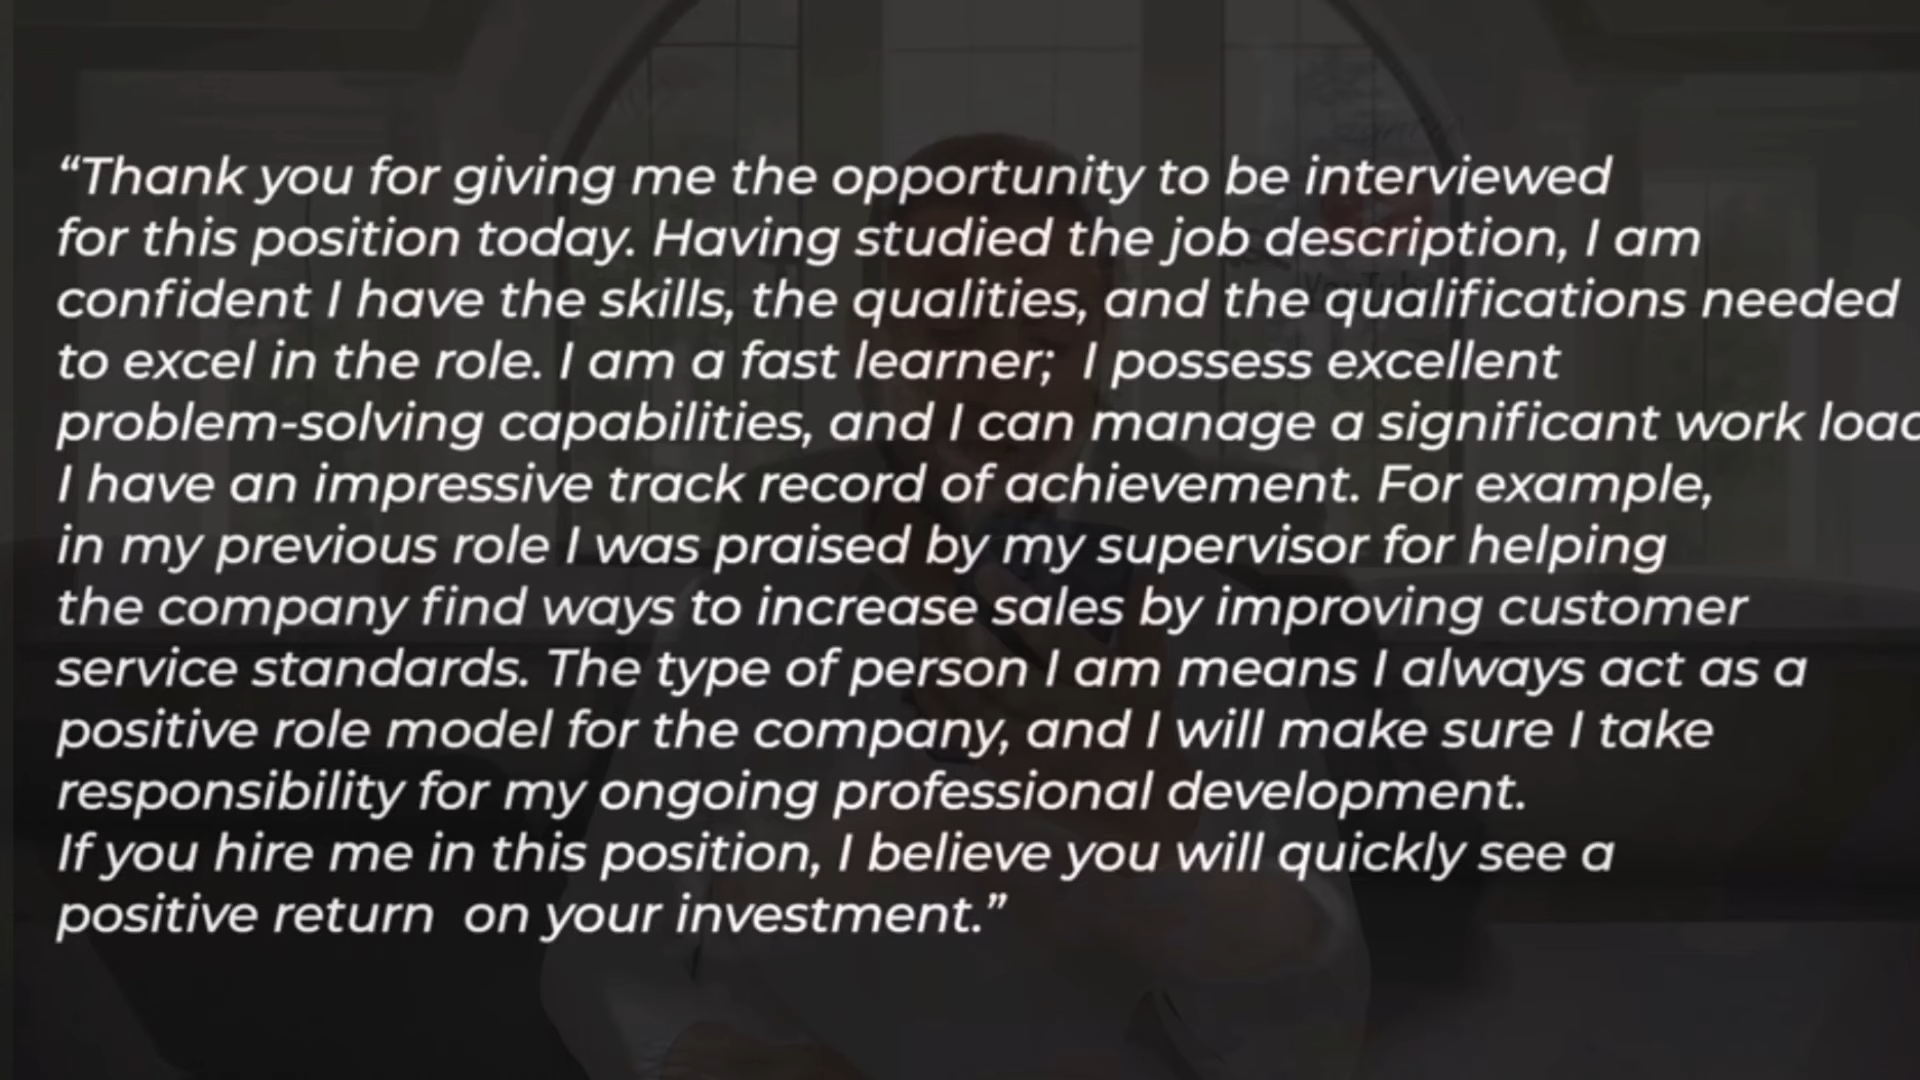 “Thank you for giving me the opportunity to be interviewed
for this position today. Having studied the job description, I am
confident I have the skills, the qualities, and the qualifications needed
to excel in the role. I am a fast learner;  I possess excellent
problem-solving capabilities, and I can manage a significant work load
I have an impressive track record of achievement. For example,
in my previous role I was praised by my supervisor for helping
the company find ways to increase sales by improving customer
service standards. The type of person I am means I always act as a
positive role model for the company, and I will make sure I take
responsibility for my ongoing professional development.
If you hire me in this position, I believe you will quickly see a
positive return  on your investment.”